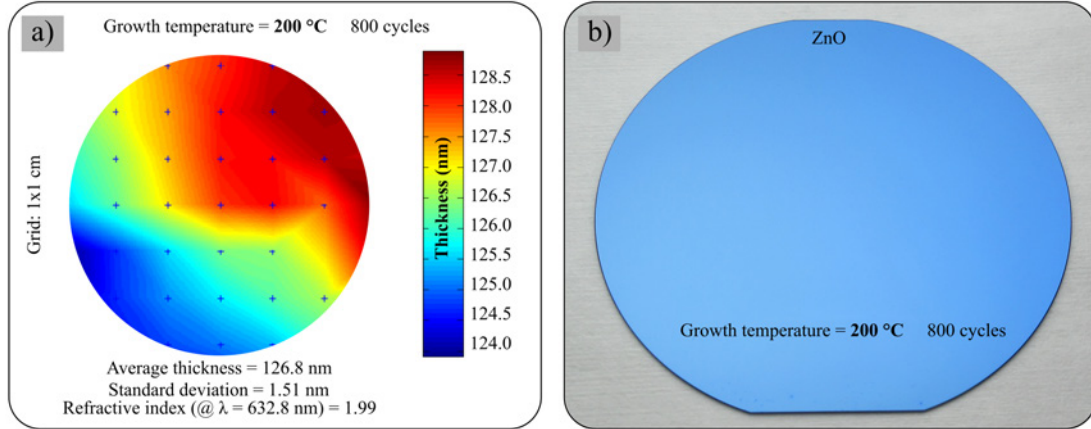 a)
Growth temperature = 200 °C 800 cycles
Grid: 1x1 cm
Thickness (nm)
128.5
128.0
127.5
127.0
126.5
126.0
125.5
125.0
124.5
124.0
Average thickness = 126.8 nm
Standard deviation = 1.51 nm
Refractive index (@ λ = 632.8 nm) = 1.99
b)
ZnO
Growth temperature = 200 °C 800 cycles